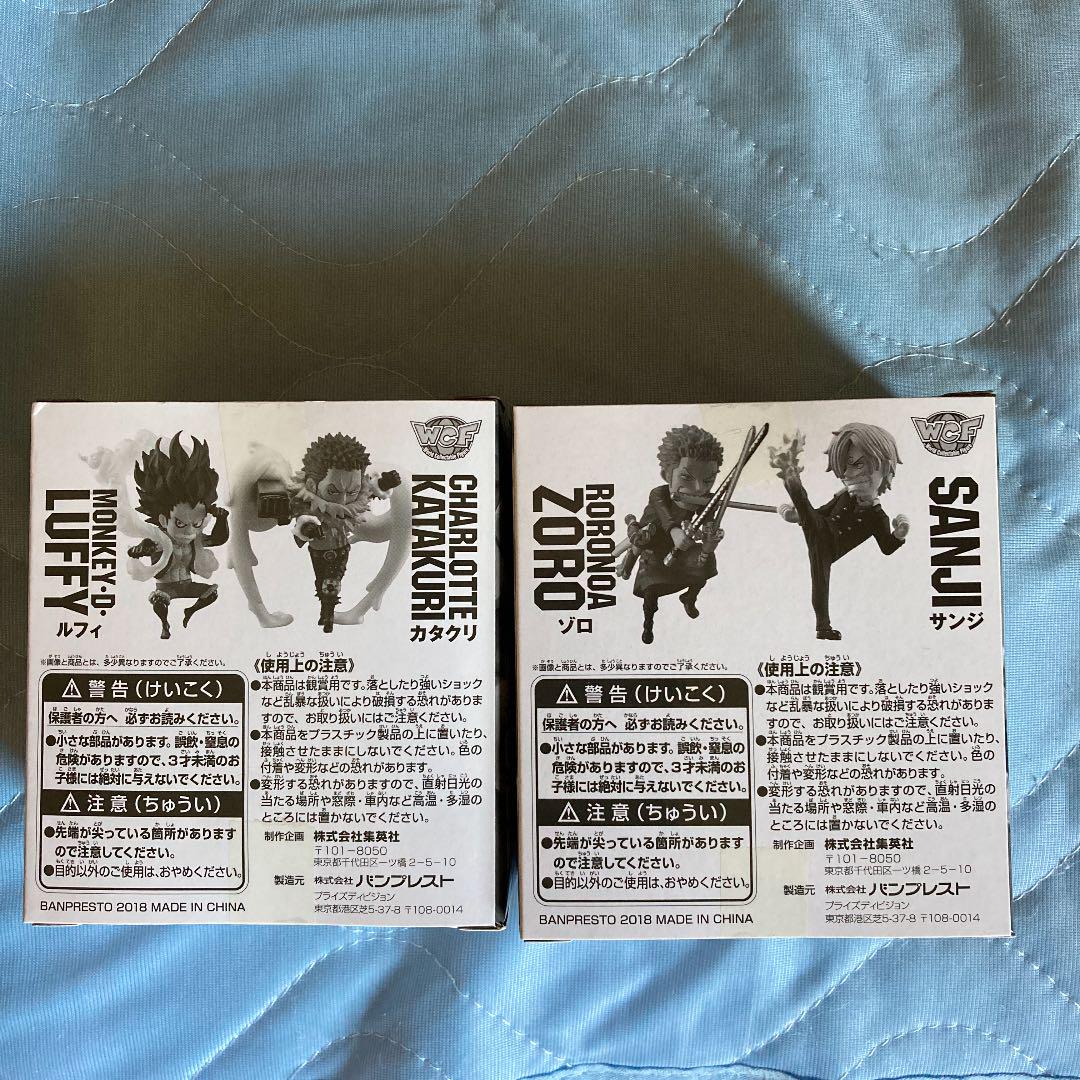 WCF
MONKEY・D・
LUFFY
ルフィ
CHARLOTTE
KATAKURI
カタクリ
※画像と商品とは、多少異なりますのでご了承ください。
⚠警告(けいこく)
保護者の方へ 必ずお読みください。
●小さな部品があります。誤飲・窒息の
危険がありますので、3才未満のお
子様には絶対に与えないでください。
⚠注意(ちゅうい)
●先端が尖っている箇所があります
ので注意してください。
●目的以外のご使用は、おやめください。
BANPRESTO 2018 MADE IN CHINA
《使用上の注意》
●本商品は観賞用です。落としたり強いショック
など乱暴な扱いにより破損する恐れがあります
ますので、お取り扱いにはご注意ください。
●本商品をプラスチック製品の上に置いたり、
接触させたままにしないでください。色の
付着や変形などの恐れがあります。
●変形する恐れがありますので、直射日光の
当たる場所や窓際・車内など高温・多湿の
ところには置かないでください。
制作企画 株式会社集英社
〒101-8050
東京都千代田区一ツ橋2-5-10
製造元 株式会社 バンプレスト
プライズディビジョン
東京都港区芝5-37-8 〒108-0014
WCF
RORONOA
ZORO
ゾロ
SANJI
サンジ
※画像と商品とは、多少異なりますのでご了承ください。
⚠警告(けいこく)
保護者の方へ 必ずお読みください。
●小さな部品があります。誤飲・窒息の
危険がありますので、3才未満のお
子様には絶対に与えないでください。
⚠注意(ちゅうい)
●先端が尖っている箇所があります
ので注意してください。
●目的以外のご使用は、おやめください。
BANPRESTO 2018 MADE IN CHINA
《使用上の注意》
●本商品は観賞用です。落としたり強いショック
など乱暴な扱いにより破損する恐れがあります
すので、お取り扱いにはご注意ください。
●本商品をプラスチック製品の上に置いたり、
接触させたままにしないでください。色の
付着や変形などの恐れがあります。
●変形する恐れがありますので、直射日光の
当たる場所や窓際・車内など高温・多湿の
ところには置かないでください。
制作企画 株式会社集英社
〒101-8050
東京都千代田区一ツ橋2-5-10
製造元 株式会社 バンプレスト
プライズディビジョン
東京都港区芝5-37-8 〒108-0014